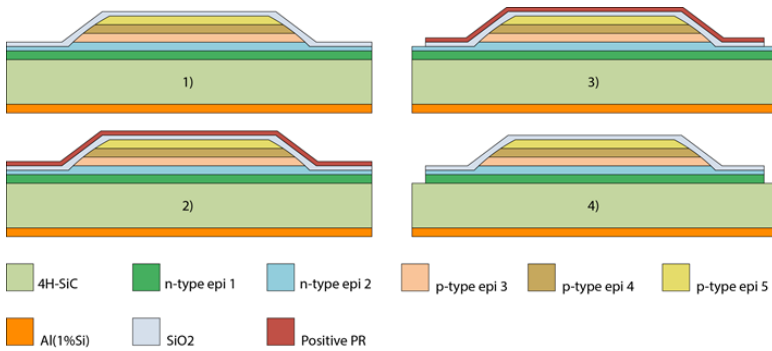 1)
3)
2)
4)
4H-SiC
n-type epi 1
n-type epi 2
p-type epi 3
p-type epi 4
p-type epi 5
Al(1%Si)
SiO2
Positive PR